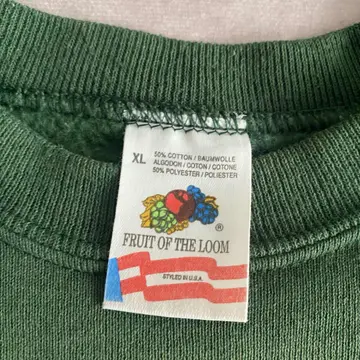 XL
50% COTTON / BAUMWOLLE
ALGODON / COTON / COTONE
50% POLYESTER / POLIESTER
®
FRUIT OF THE LOOM
STYLED IN U.S.A.